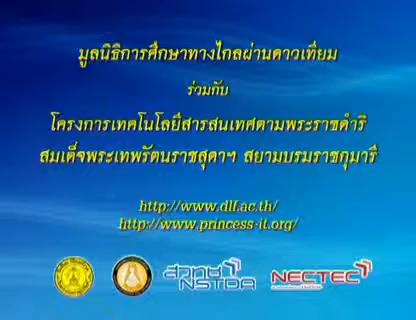 มูลนิธิการศึกษาทางไกลผ่านดาวเทียม
ร่วมกับ
โครงการเทคโนโลยีสารสนเทศตามพระราชดำริ
สมเด็จพระเทพรัตนราชสุดาฯ สยามบรมราชกุมารี
http://www.dlf.ac.th/
http://www.princess-it.org/
สวทช
NSTDA
NECTEC